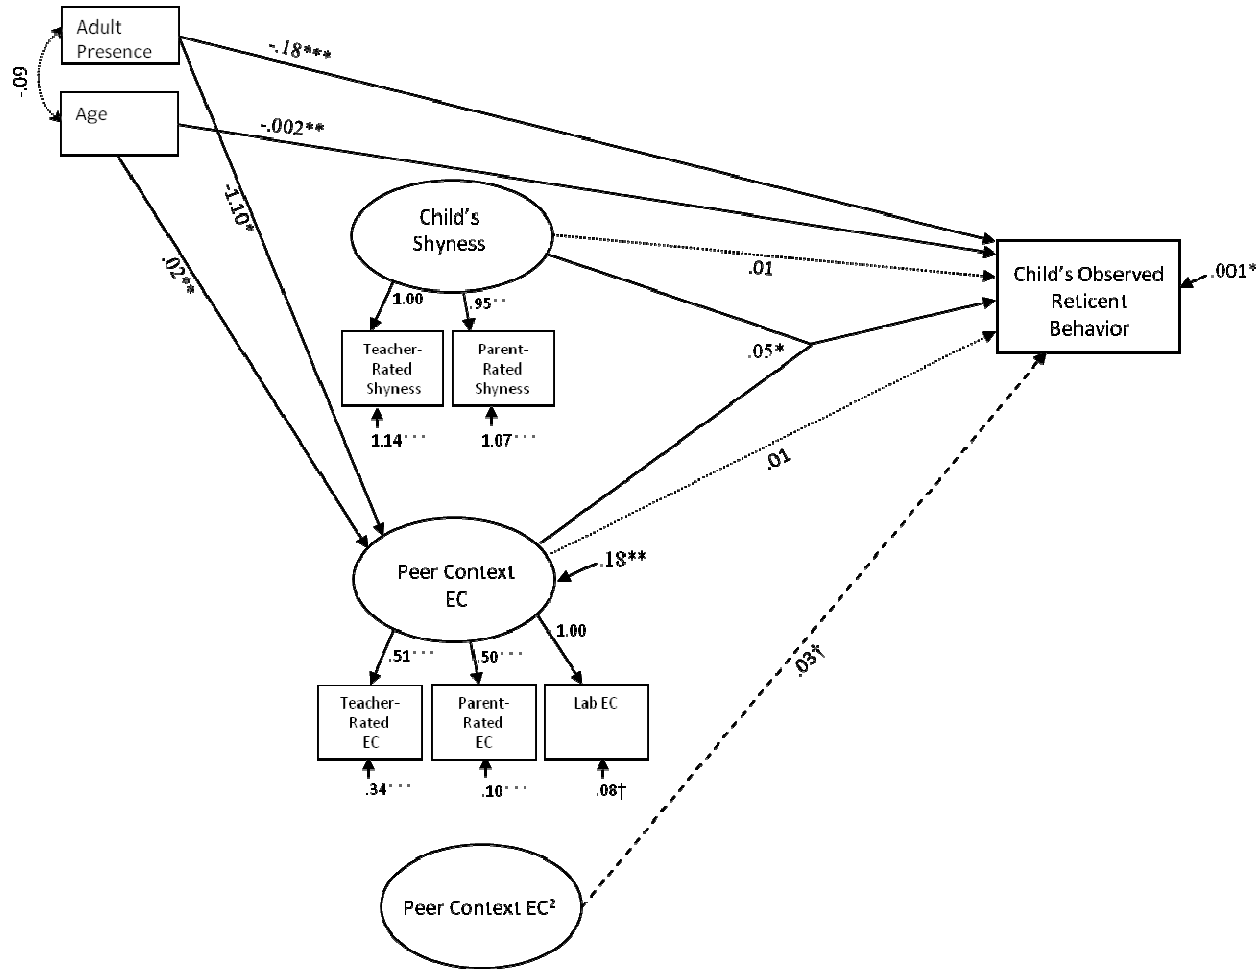 Adult
Presence
-.09
Age
-.18***
-.002**
-1.10*
.02**
Child's
Shyness
.01
1.00
.95**
.05*
Teacher-
Rated
Shyness
Parent-
Rated
Shyness
1.14***
1.07***
Child's Observed
Reticent
Behavior
.001*
.01
Peer Context
EC
.18**
.51***
.50***
1.00
Teacher-
Rated
EC
Parent-
Rated
EC
Lab EC
.34***
.10***
.08†
.03†
Peer Context EC²